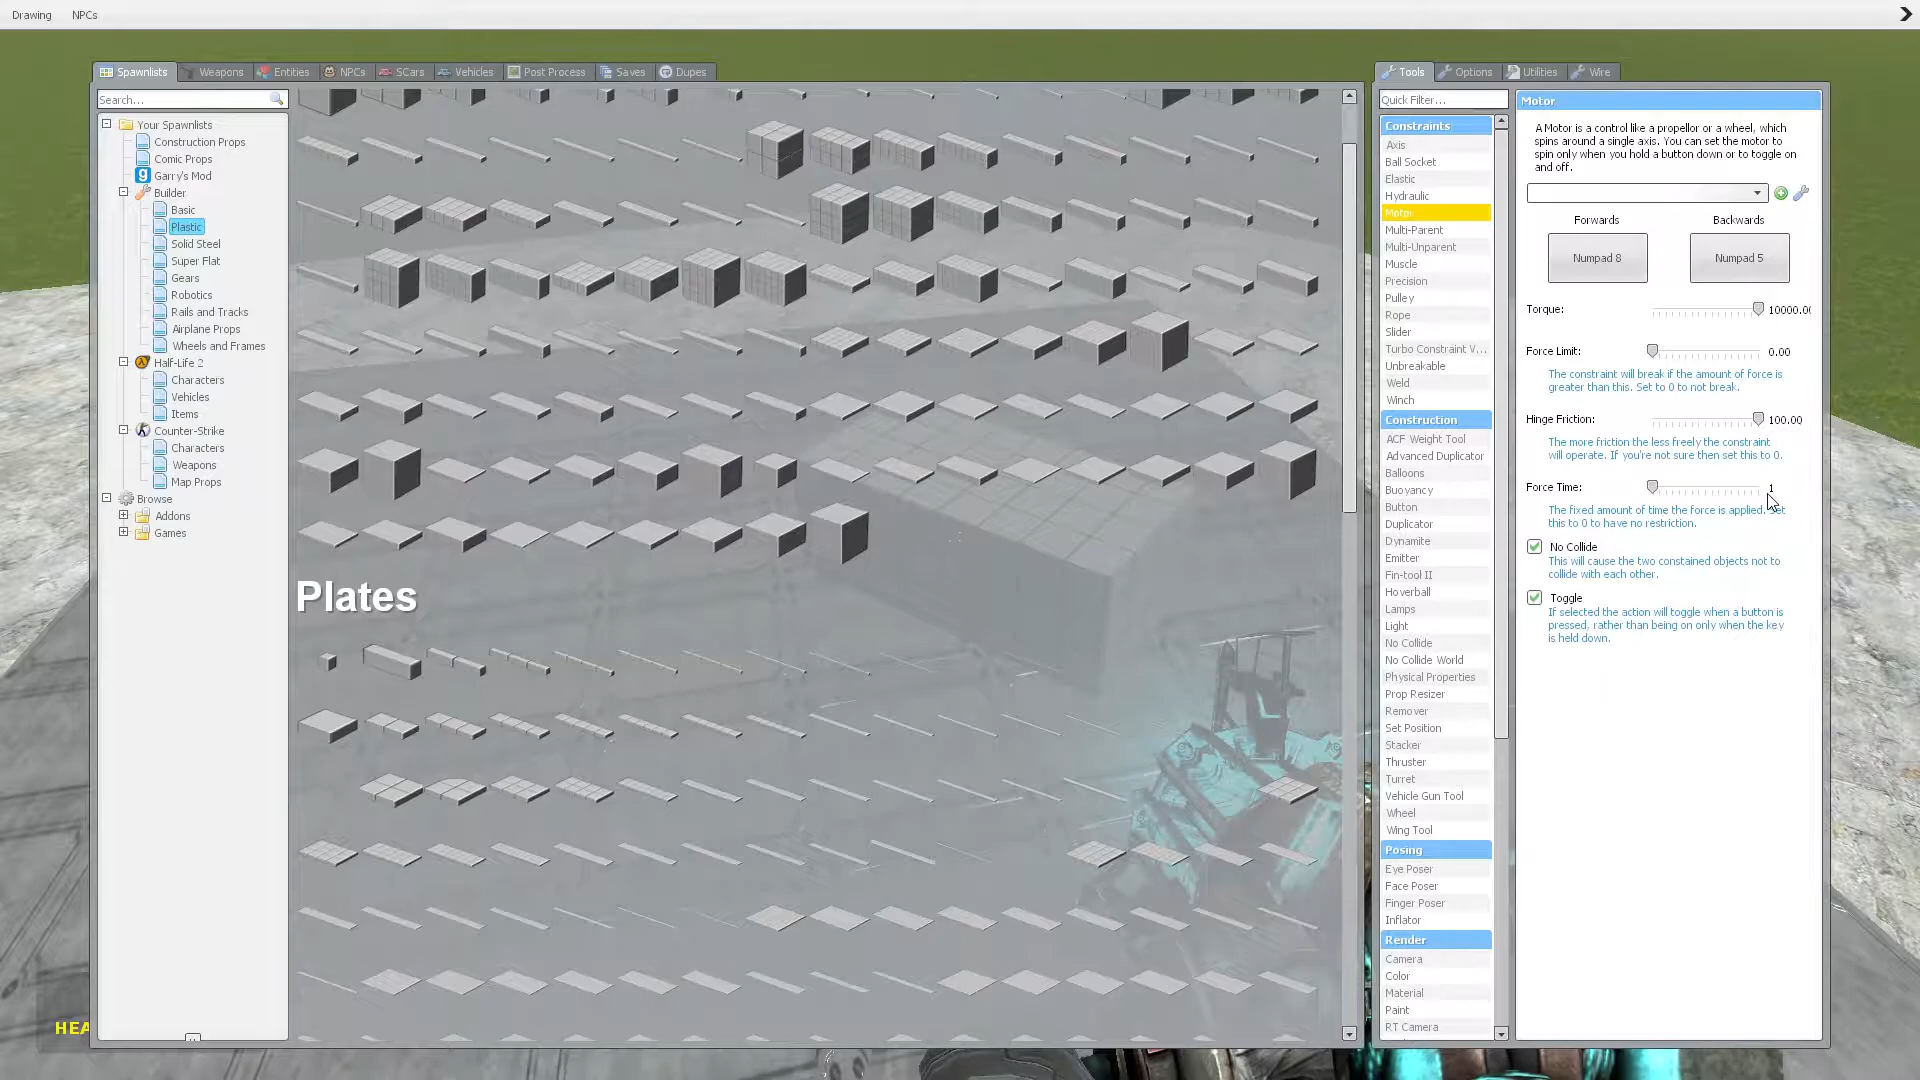 Drawing NPCs
Spawnlists Weapons Entities NPCs SCars Vehicles Post Process Saves Dupes
Tools Options Utilities Wire
Search...
Your Spawnlists
Construction Props
Comic Props
Garry's Mod
Builder
Basic
Plastic
Solid Steel
Super Flat
Gears
Robotics
Rails and Tracks
Airplane Props
Wheels and Frames
Half-Life 2
Characters
Vehicles
Items
Counter-Strike
Characters
Weapons
Map Props
Browse
Addons
Games
Plates
HEA
Quick Filter...
Constraints
Axis
Ball Socket
Elastic
Hydraulic
Motor
Multi-Parent
Multi-Unparent
Muscle
Precision
Pulley
Rope
Slider
Turbo Constraint V...
Unbreakable
Weld
Winch
Construction
ACF Weight Tool
Advanced Duplicator
Balloons
Buoyancy
Button
Duplicator
Dynamite
Emitter
Fin-tool II
Hoverball
Lamps
Light
No Collide
No Collide World
Physical Properties
Prop Resizer
Remover
Set Position
Stacker
Thruster
Turret
Vehicle Gun Tool
Wheel
Wing Tool
Posing
Eye Poser
Face Poser
Finger Poser
Inflator
Render
Camera
Color
Material
Paint
RT Camera
Motor
A Motor is a control like a propellor or a wheel, which
spins around a single axis. You can set the motor to
spin only when you hold a button down or to toggle on
and off.
Forwards Backwards
Numpad 8 Numpad 5
Torque: 10000.0
Force Limit: 0.00
The constraint will break if the amount of force is
greater than this. Set to 0 to not break.
Hinge Friction: 100.00
The more friction the less freely the constraint
will operate. If you're not sure then set this to 0.
Force Time: 1
The fixed amount of time the force is applied. Set
this to 0 to have no restriction.
No Collide
This will cause the two constained objects not to
collide with each other.
Toggle
If selected the action will toggle when a button is
pressed, rather than being on only when the key
is held down.